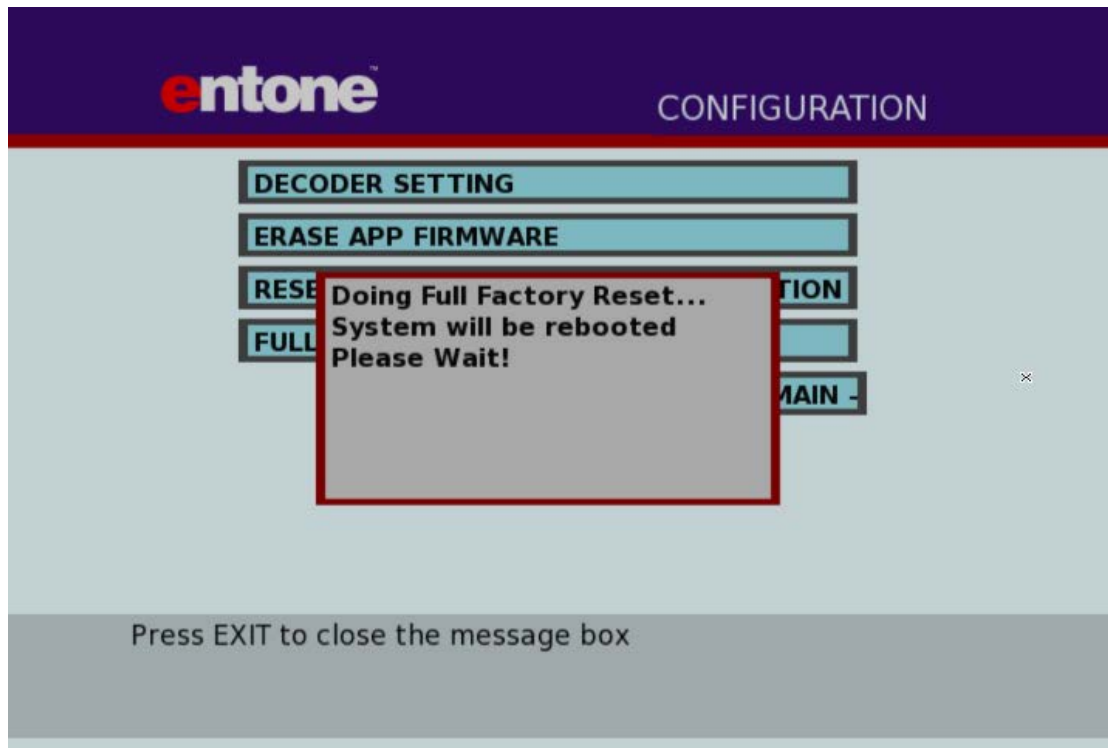 entone™
CONFIGURATION
DECODER SETTING
ERASE APP FIRMWARE
RESE
TION
FULL
MAIN -
Doing Full Factory Reset...
System will be rebooted
Please Wait!
Press EXIT to close the message box